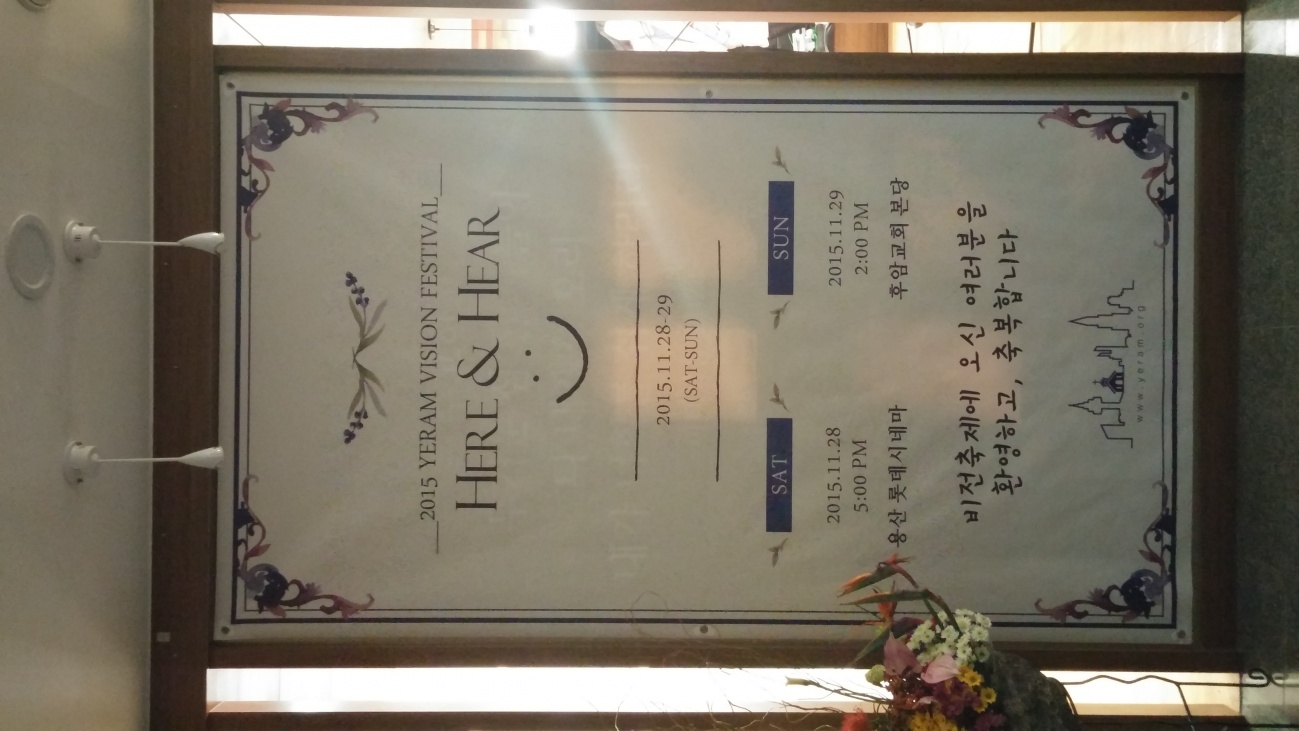 2015 YERAM VISION FESTIVAL
HERE & HEAR
2015.11.28-29
(SAT-SUN)
SAT
2015.11.28
5:00 PM
용산 롯데시네마
SUN
2015.11.29
2:00 PM
후암교회 본당
비전축제에 오신 여러분을
환영하고, 축복합니다
www.yeram.org